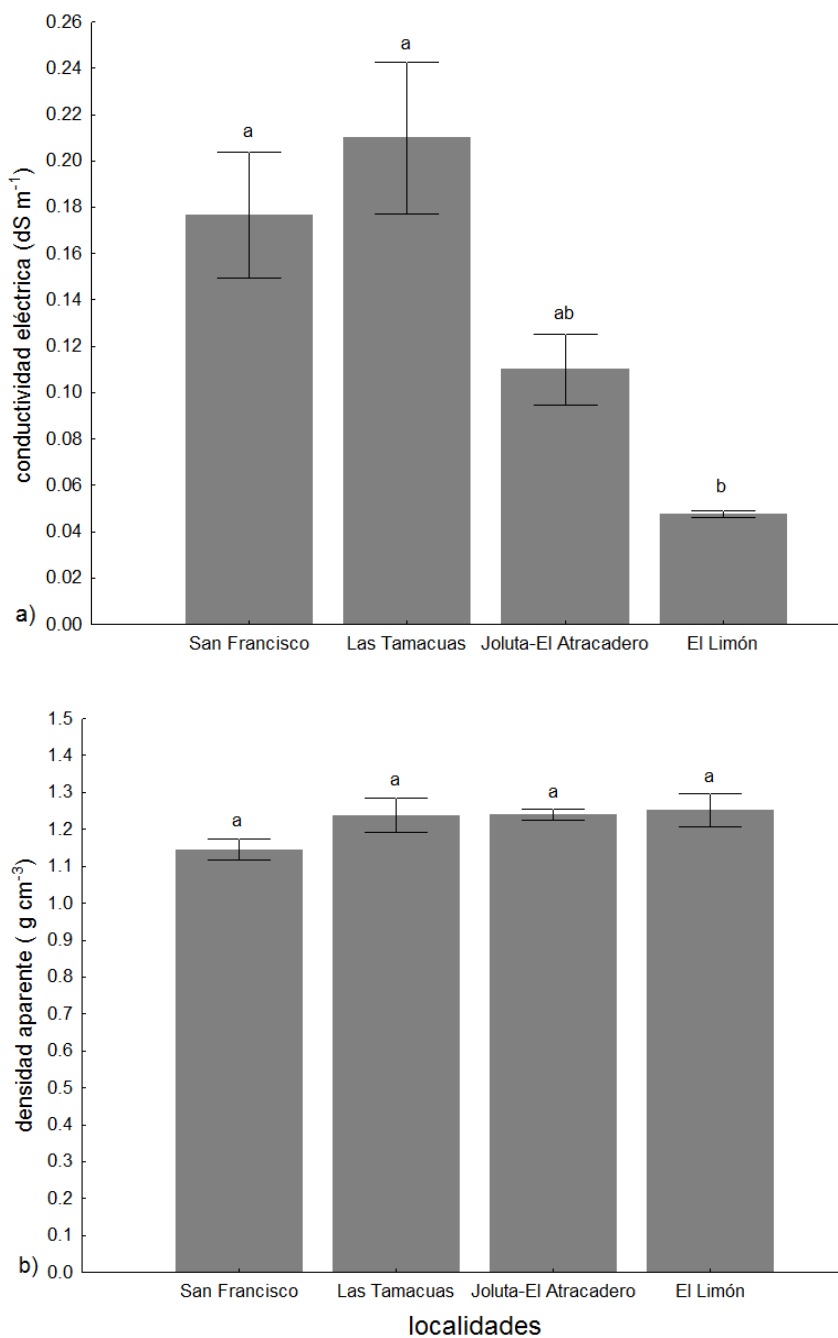 conductividad eléctrica (dS m⁻¹)
0.26
0.24
0.22
0.20
0.18
0.16
0.14
0.12
0.10
0.08
0.06
0.04
0.02
0.00
a
a
ab
b
a)
San Francisco Las Tamacuas Joluta-El Atracadero El Limón
densidad aparente ( g cm⁻³)
1.5
1.4
1.3
1.2
1.1
1.0
0.9
0.8
0.7
0.6
0.5
0.4
0.3
0.2
0.1
0.0
a
a
a
a
b)
San Francisco Las Tamacuas Joluta-El Atracadero El Limón
localidades